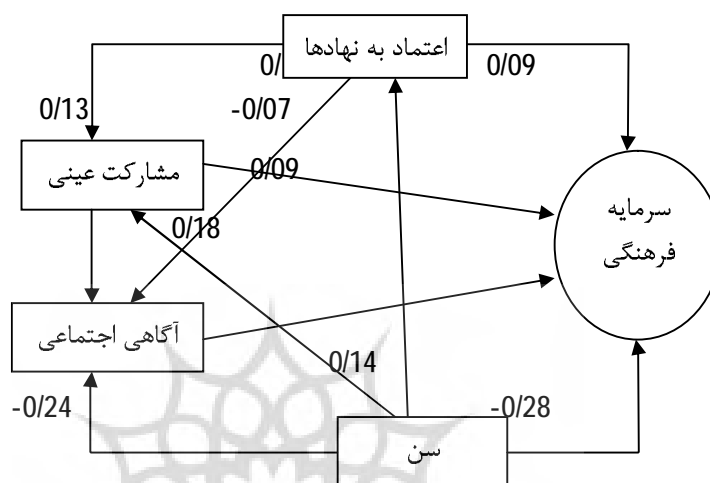 اعتماد به نهادها
0/
0/09
0/13
-0/07
مشارکت عینی
0/09
سرمایه
فرهنگی
0/18
آگاهی اجتماعی
0/14
-0/24
-0/28
سن